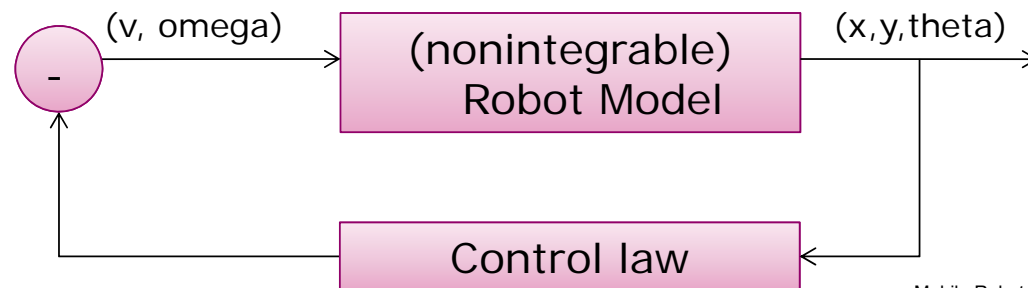 (v, omega)
(x,y,theta)
(nonintegrable)
Robot Model
-
Control law